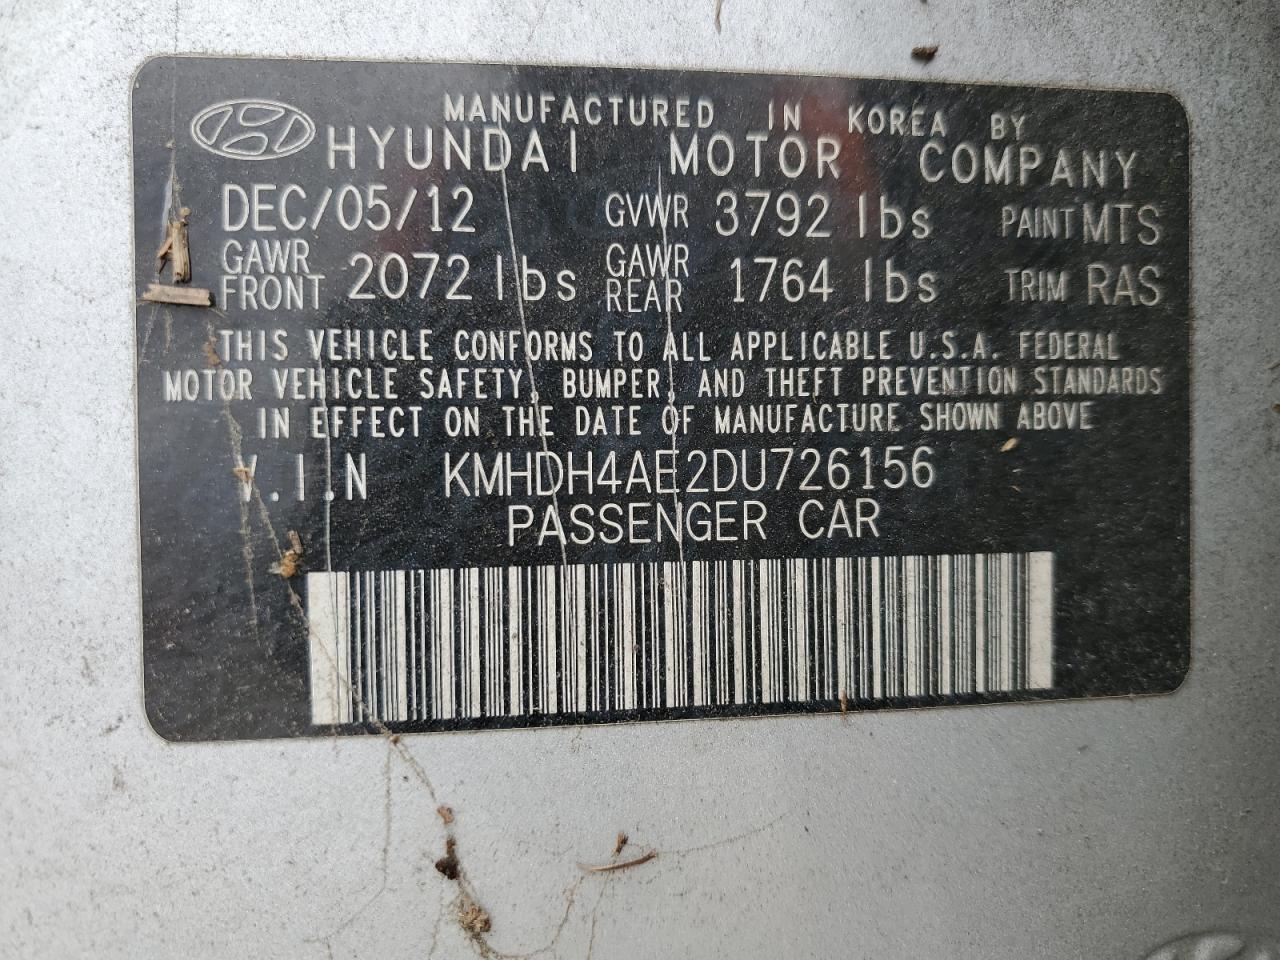 MANUFACTURED IN KOREA BY
HYUNDAI MOTOR COMPANY
DEC/05/12 GVWR 3792 lbs PAINT MTS
GAWR FRONT 2072 lbs GAWR REAR 1764 lbs TRIM RAS
THIS VEHICLE CONFORMS TO ALL APPLICABLE U.S.A. FEDERAL
MOTOR VEHICLE SAFETY, BUMPER, AND THEFT PREVENTION STANDARDS
IN EFFECT ON THE DATE OF MANUFACTURE SHOWN ABOVE
V.I.N KMHDH4AE2DU726156
PASSENGER CAR